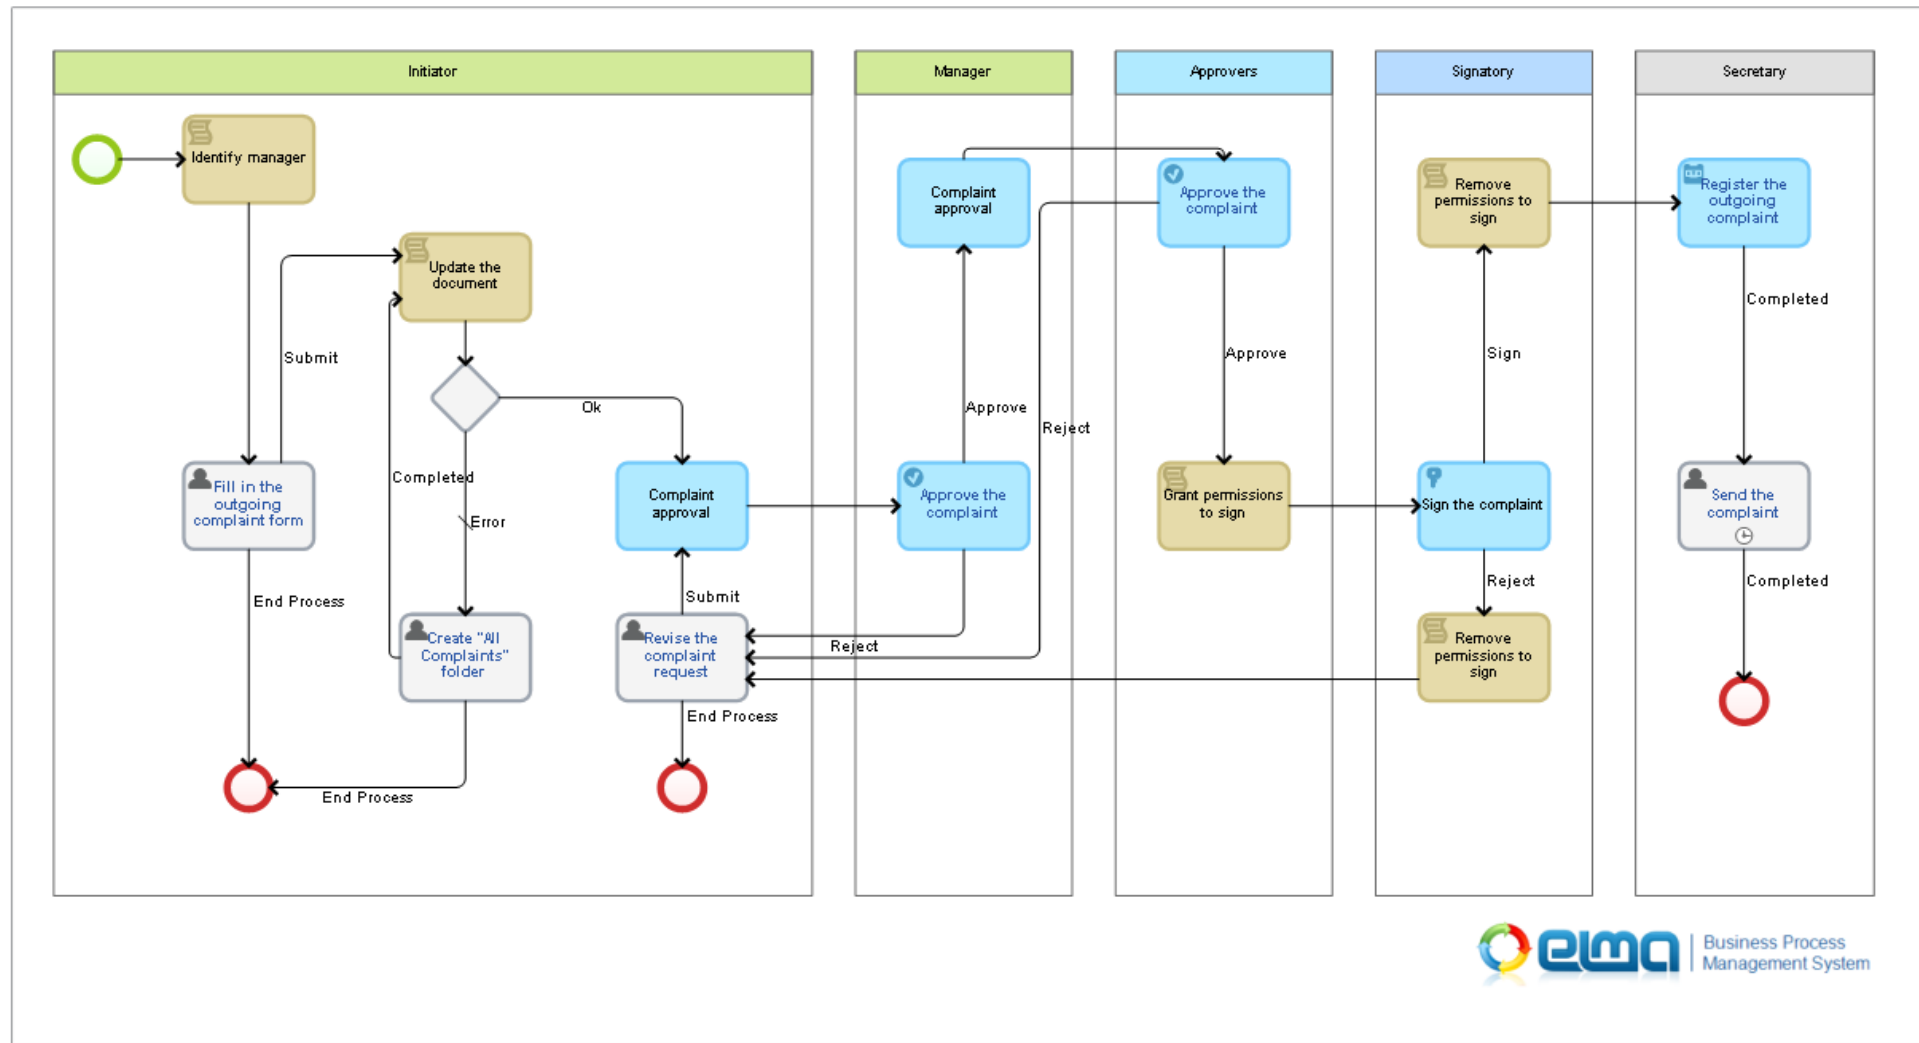 Initiator
Manager
Approvers
Signatory
Secretary
Identify manager
Update the
document
Submit
Ok
Completed
Error
Fill in the
outgoing
complaint form
End Process
Create "All
Complaints"
folder
End Process
Complaint
approval
Submit
Revise the
complaint
request
End Process
Complaint
approval
Approve
Approve the
complaint
Reject
Approve the
complaint
Reject
Approve
Grant permissions
to sign
Remove
permissions to
sign
Sign
Sign the complaint
Reject
Remove
permissions to
sign
Register the
outgoing
complaint
Completed
Send the
complaint
Completed
elma
Business Process
Management System